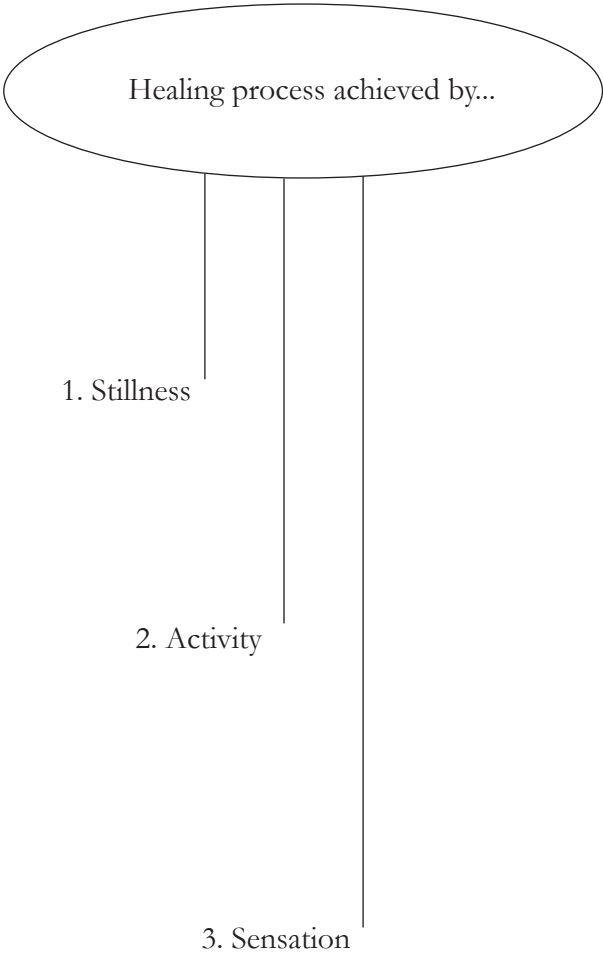 Healing process achieved by...
1. Stillness
2. Activity
3. Sensation